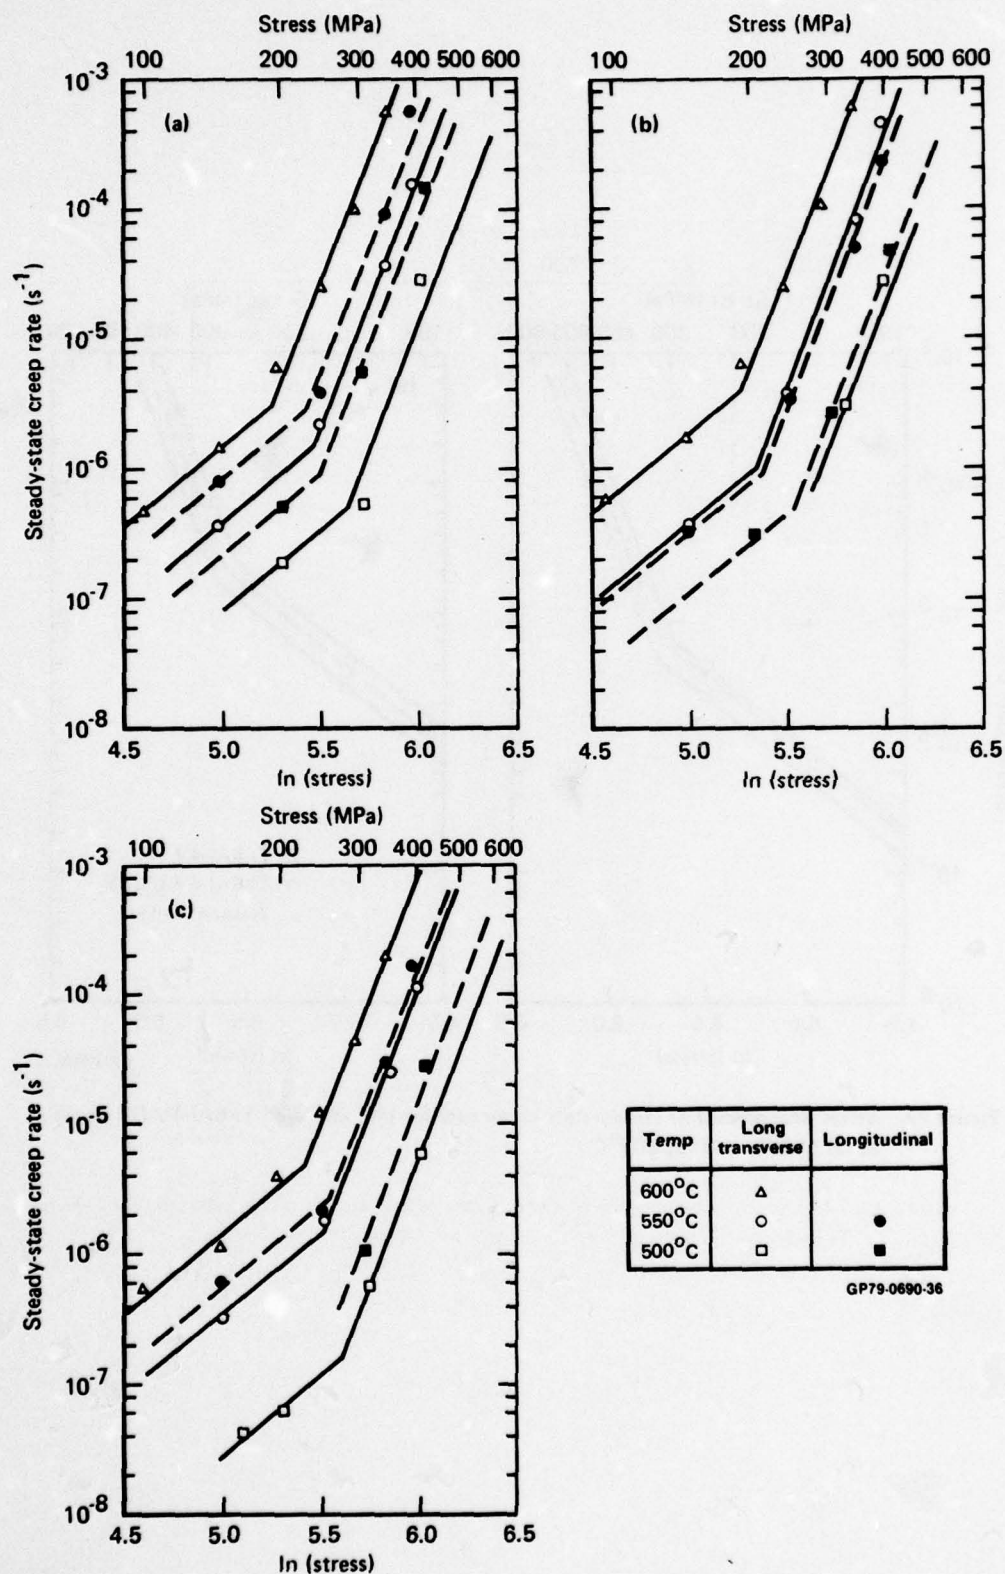 Stress (MPa)
100 200 300 400 500 600
10-3
10-4
10-5
10-6
10-7
10-8
Steady-state creep rate (s-1)
(a)
4.5 5.0 5.5 6.0 6.5
ln (stress)
Stress (MPa)
100 200 300 400 500 600
(b)
4.5 5.0 5.5 6.0 6.5
ln (stress)
Stress (MPa)
100 200 300 400 500 600
10-3
10-4
10-5
10-6
10-7
10-8
Steady-state creep rate (s-1)
(c)
4.5 5.0 5.5 6.0 6.5
ln (stress)
Temp Long transverse Longitudinal
600°C
550°C
500°C
GP79-0690-36